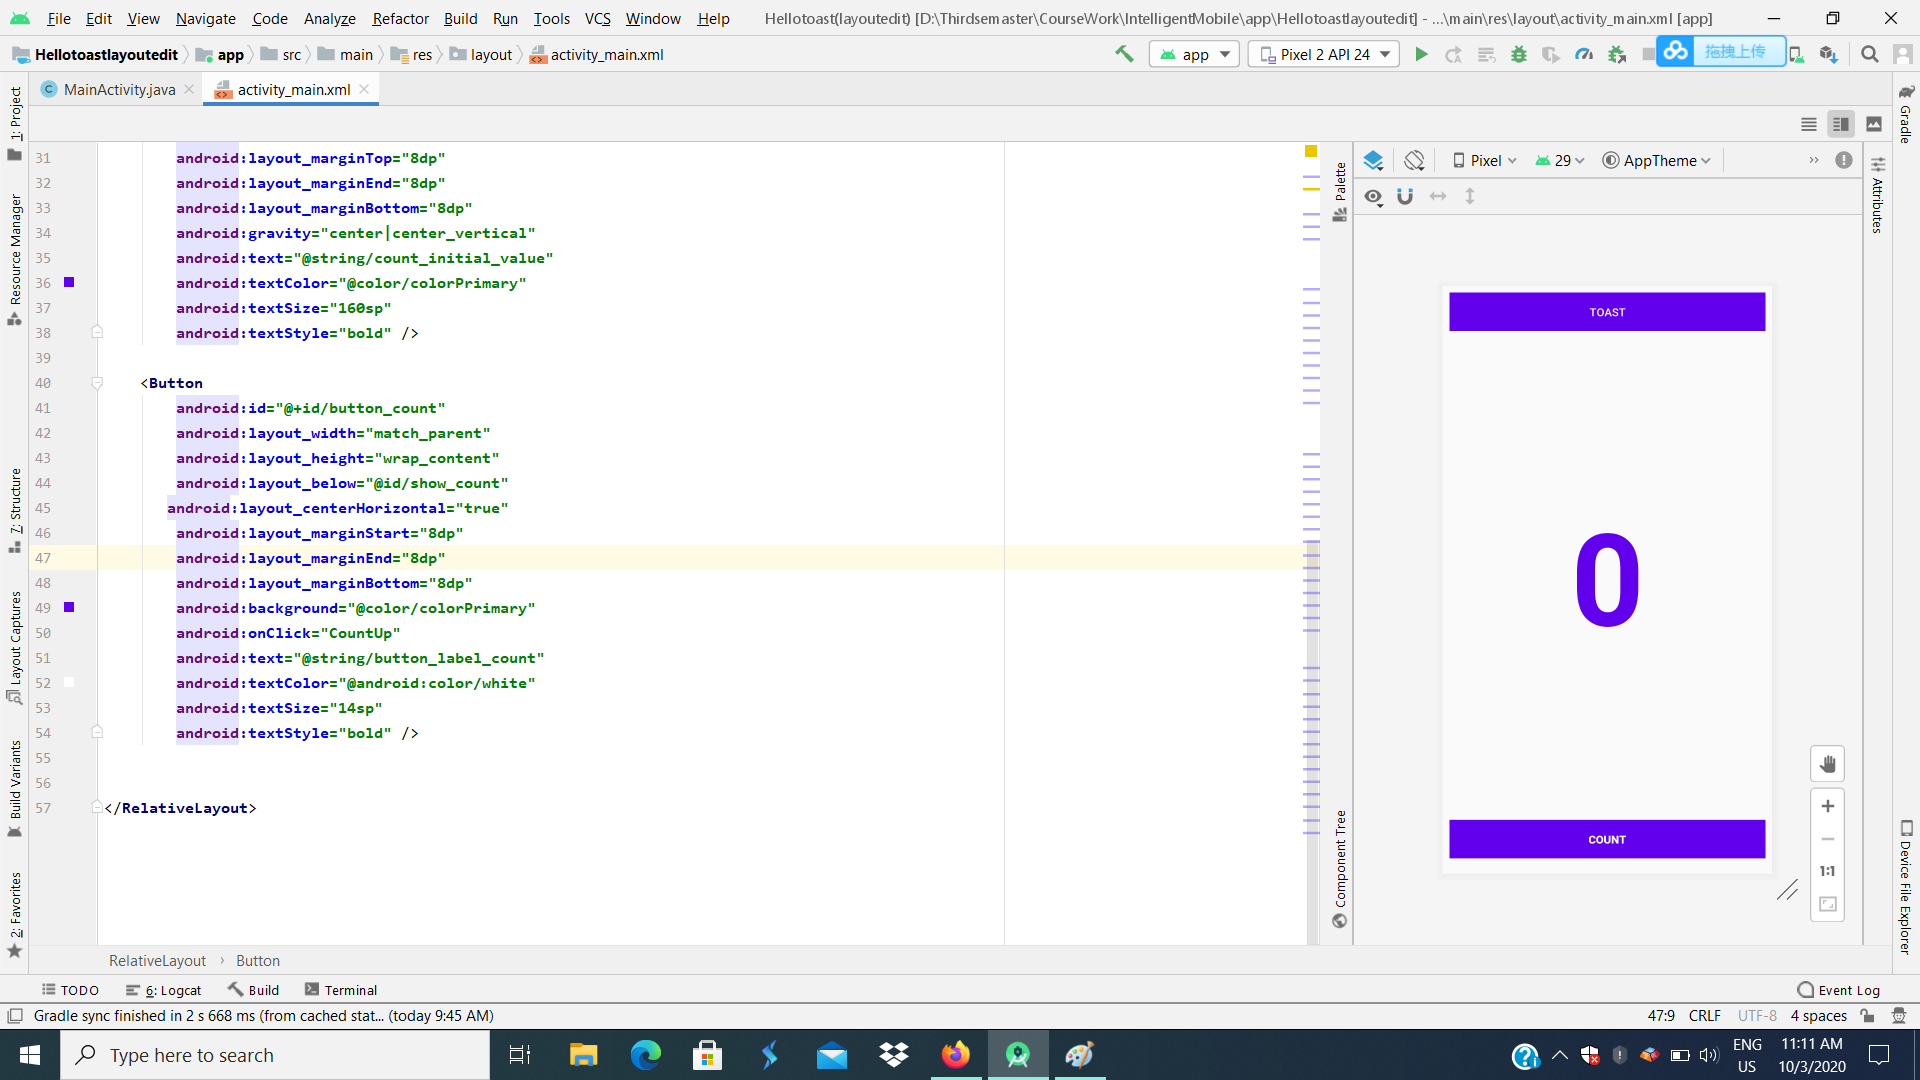 File Edit View Navigate Code Analyze Refactor Build Run Tools VCS Window Help Hellotoast(layoutedit) [D:\Thirdsemaster\CourseWork\IntelligentMobile\app\Hellotoastlayoutedit] - ...\main\res\layout\activity_main.xml [app]
Hellotoastlayoutedit app src main res layout activity_main.xml app Pixel 2 API 24 拖拽上传
MainActivity.java activity_main.xml
1: Project
Resource Manager
7: Structure
Layout Captures
Build Variants
2: Favorites
31 android:layout_marginTop="8dp"
32 android:layout_marginEnd="8dp"
33 android:layout_marginBottom="8dp"
34 android:gravity="center|center_vertical"
35 android:text="@string/count_initial_value"
36 android:textColor="@color/colorPrimary"
37 android:textSize="160sp"
38 android:textStyle="bold" />
39
40 <Button
41 android:id="@+id/button_count"
42 android:layout_width="match_parent"
43 android:layout_height="wrap_content"
44 android:layout_below="@id/show_count"
45 android:layout_centerHorizontal="true"
46 android:layout_marginStart="8dp"
47 android:layout_marginEnd="8dp"
48 android:layout_marginBottom="8dp"
49 android:background="@color/colorPrimary"
50 android:onClick="CountUp"
51 android:text="@string/button_label_count"
52 android:textColor="@android:color/white"
53 android:textSize="14sp"
54 android:textStyle="bold" />
55
56
57 </RelativeLayout>
Palette
Component Tree
Pixel 29 AppTheme
TOAST
0
COUNT
1:1
Gradle
Attributes
Device File Explorer
RelativeLayout › Button
TODO 6: Logcat Build Terminal Event Log
Gradle sync finished in 2 s 668 ms (from cached stat... (today 9:45 AM) 47:9 CRLF UTF-8 4 spaces
Type here to search
ENG
US
11:11 AM
10/3/2020